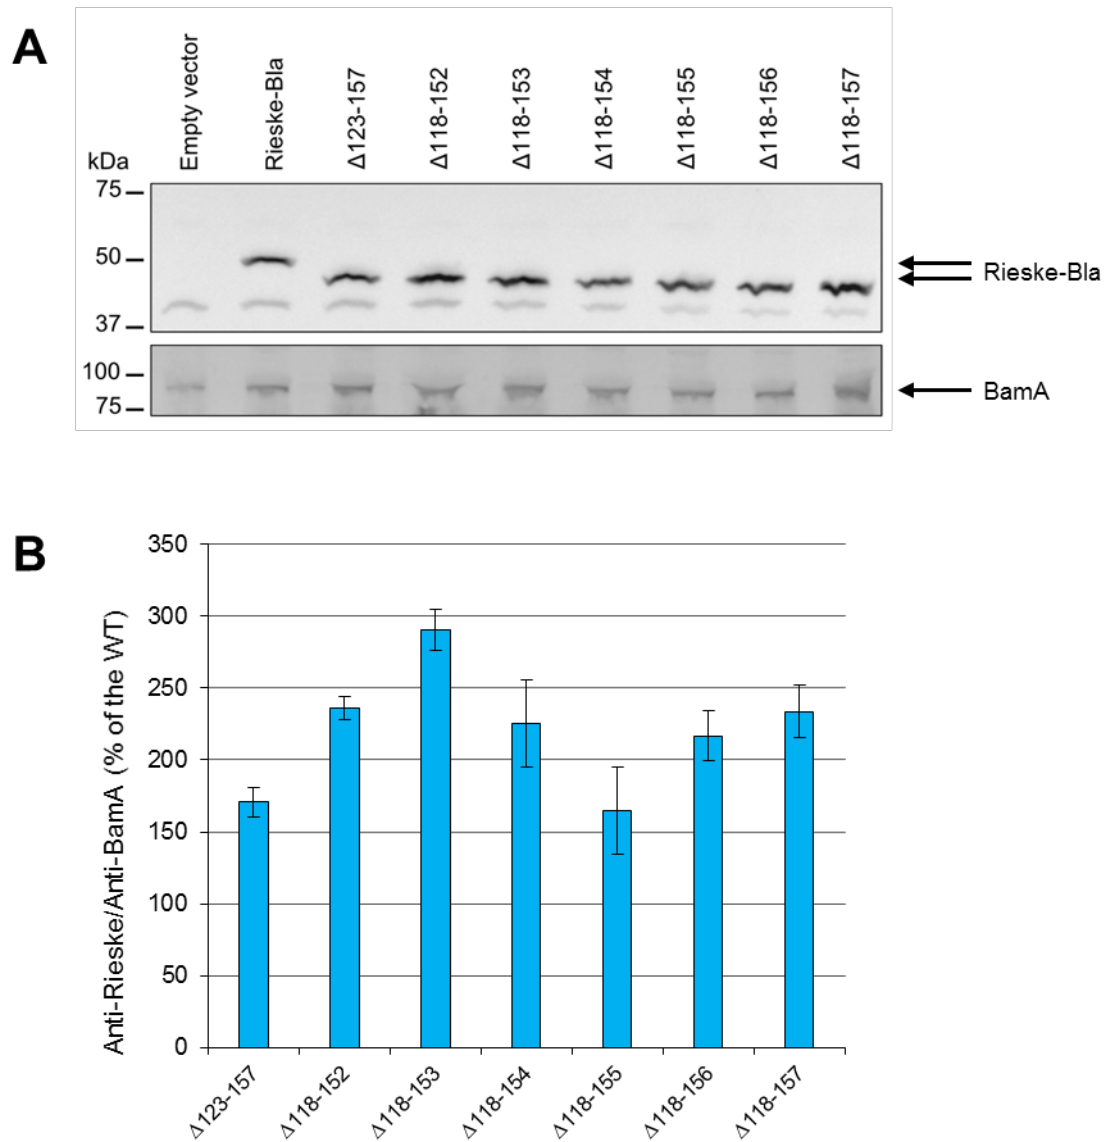 A
Empty vector
Rieske-Bla
Δ123-157
Δ118-152
Δ118-153
Δ118-154
Δ118-155
Δ118-156
Δ118-157
kDa
75
50
37
Rieske-Bla
100
75
BamA
B
Anti-Rieske/Anti-BamA (% of the WT)
350
300
250
200
150
100
50
0
Δ123-157
Δ118-152
Δ118-153
Δ118-154
Δ118-155
Δ118-156
Δ118-157